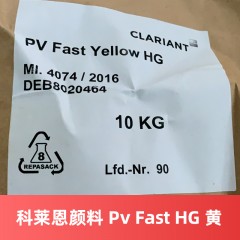 CLARIANT
PV Fast Yellow HG
MI. 4074 / 2016
DEB8020464
10 KG
8
REPASACK
Lfd.-Nr. 90
科莱恩颜料 Pv Fast HG 黄